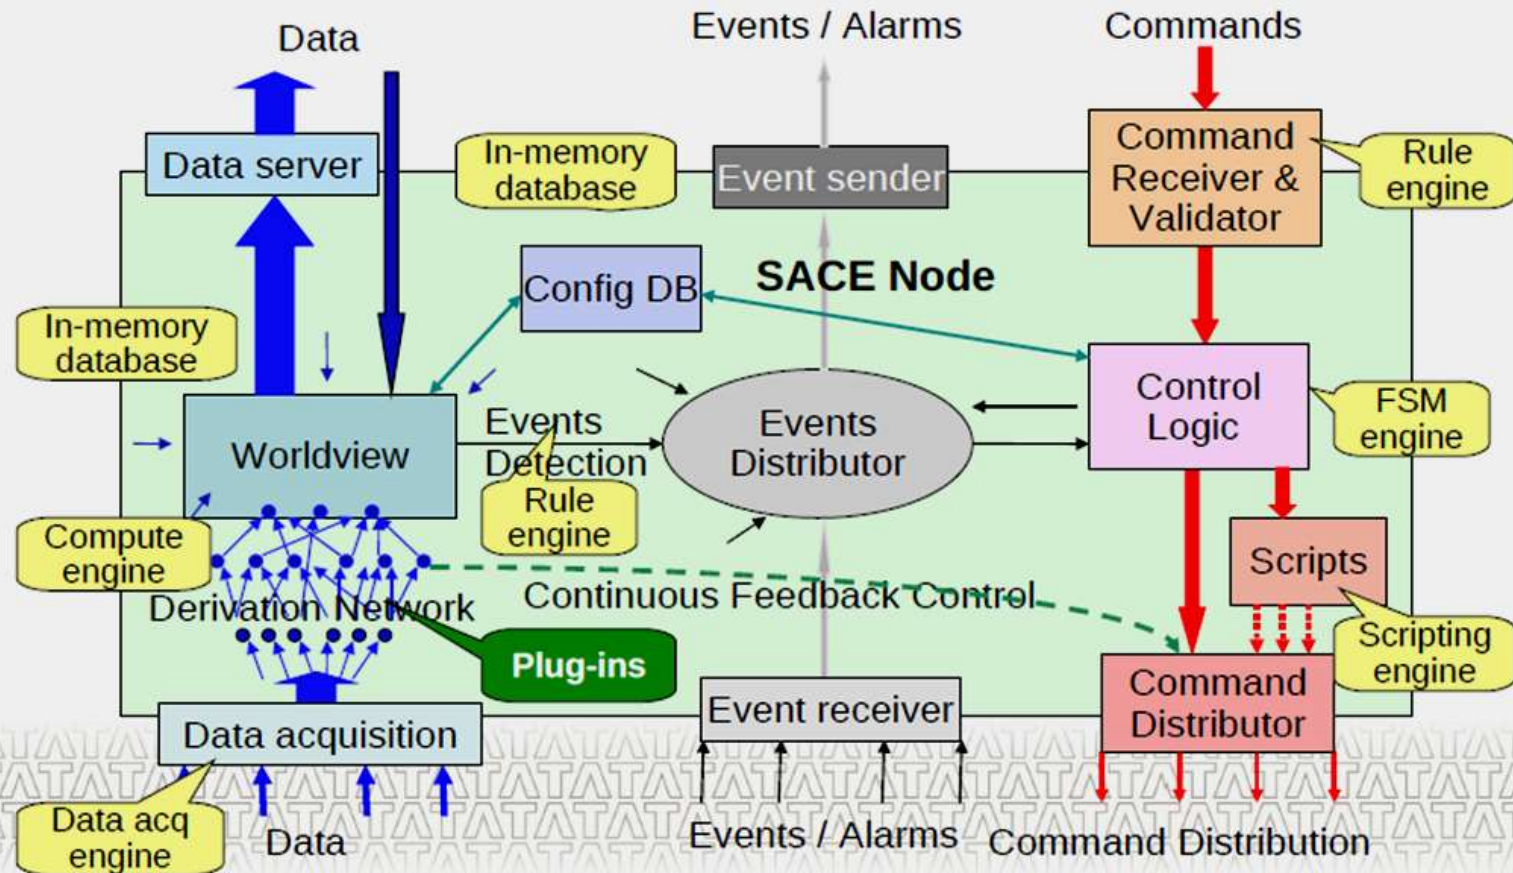 Data
Events / Alarms
Commands
Data server
In-memory
database
Event sender
Command
Receiver &
Validator
Rule
engine
Config DB
SACE Node
In-memory
database
Worldview
Events
Detection
Rule
engine
Events
Distributor
Control
Logic
FSM
engine
Compute
engine
Derivation Network
Continuous Feedback Control
Scripts
Scripting
engine
Plug-ins
Data acquisition
Event receiver
Command
Distributor
Data acq
engine
Data
Events / Alarms
Command Distribution